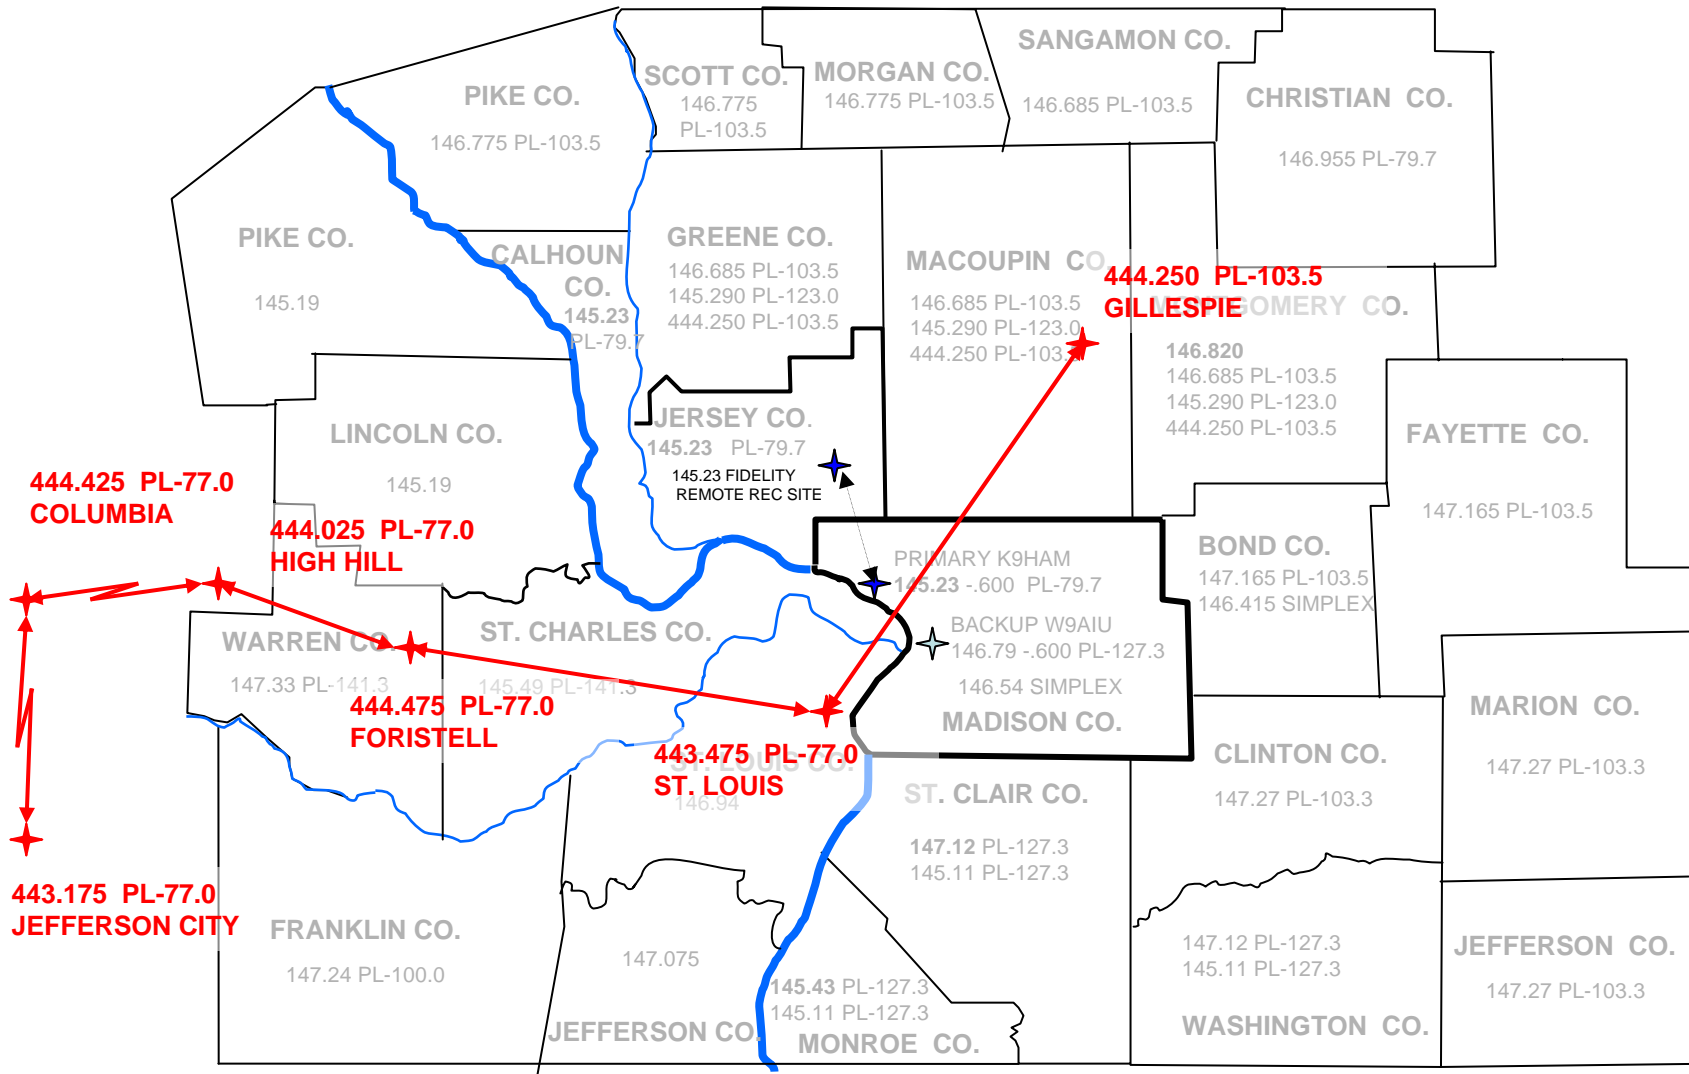 SANGAMON CO.
146.685 PL-103.5
SCOTT CO.
146.775
PL-103.5
MORGAN CO.
146.775 PL-103.5
PIKE CO.
146.775 PL-103.5
CHRISTIAN CO.
146.955 PL-79.7
PIKE CO.
145.19
CALHOUN
CO.
145.23
PL-79.7
GREENE CO.
146.685 PL-103.5
145.290 PL-123.0
444.250 PL-103.5
MACOUPIN CO
146.685 PL-103.5
145.290 PL-123.0
444.250 PL-103.
444.250 PL-103.5
GILLESPIE
MONTGOMERY CO.
146.820
146.685 PL-103.5
145.290 PL-123.0
444.250 PL-103.5
JERSEY CO.
145.23 PL-79.7
145.23 FIDELITY
REMOTE REC SITE
LINCOLN CO.
145.19
FAYETTE CO.
147.165 PL-103.5
444.425 PL-77.0
COLUMBIA
444.025 PL-77.0
HIGH HILL
BOND CO.
147.165 PL-103.5
146.415 SIMPLEX
PRIMARY K9HAM
145.23 -.600 PL-79.7
BACKUP W9AIU
146.79 -.600 PL-127.3
146.54 SIMPLEX
MADISON CO.
WARREN CO.
147.33 PL-141.3
ST. CHARLES CO.
145.49 PL-141.3
444.475 PL-77.0
FORISTELL
443.475 PL-77.0
ST. LOUIS
ST. LOUIS CO.
146.94
MARION CO.
147.27 PL-103.3
CLINTON CO.
147.27 PL-103.3
ST. CLAIR CO.
147.12 PL-127.3
145.11 PL-127.3
443.175 PL-77.0
JEFFERSON CITY
FRANKLIN CO.
147.24 PL-100.0
147.075
JEFFERSON CO.
145.43 PL-127.3
145.11 PL-127.3
MONROE CO.
147.12 PL-127.3
145.11 PL-127.3
WASHINGTON CO.
JEFFERSON CO.
147.27 PL-103.3